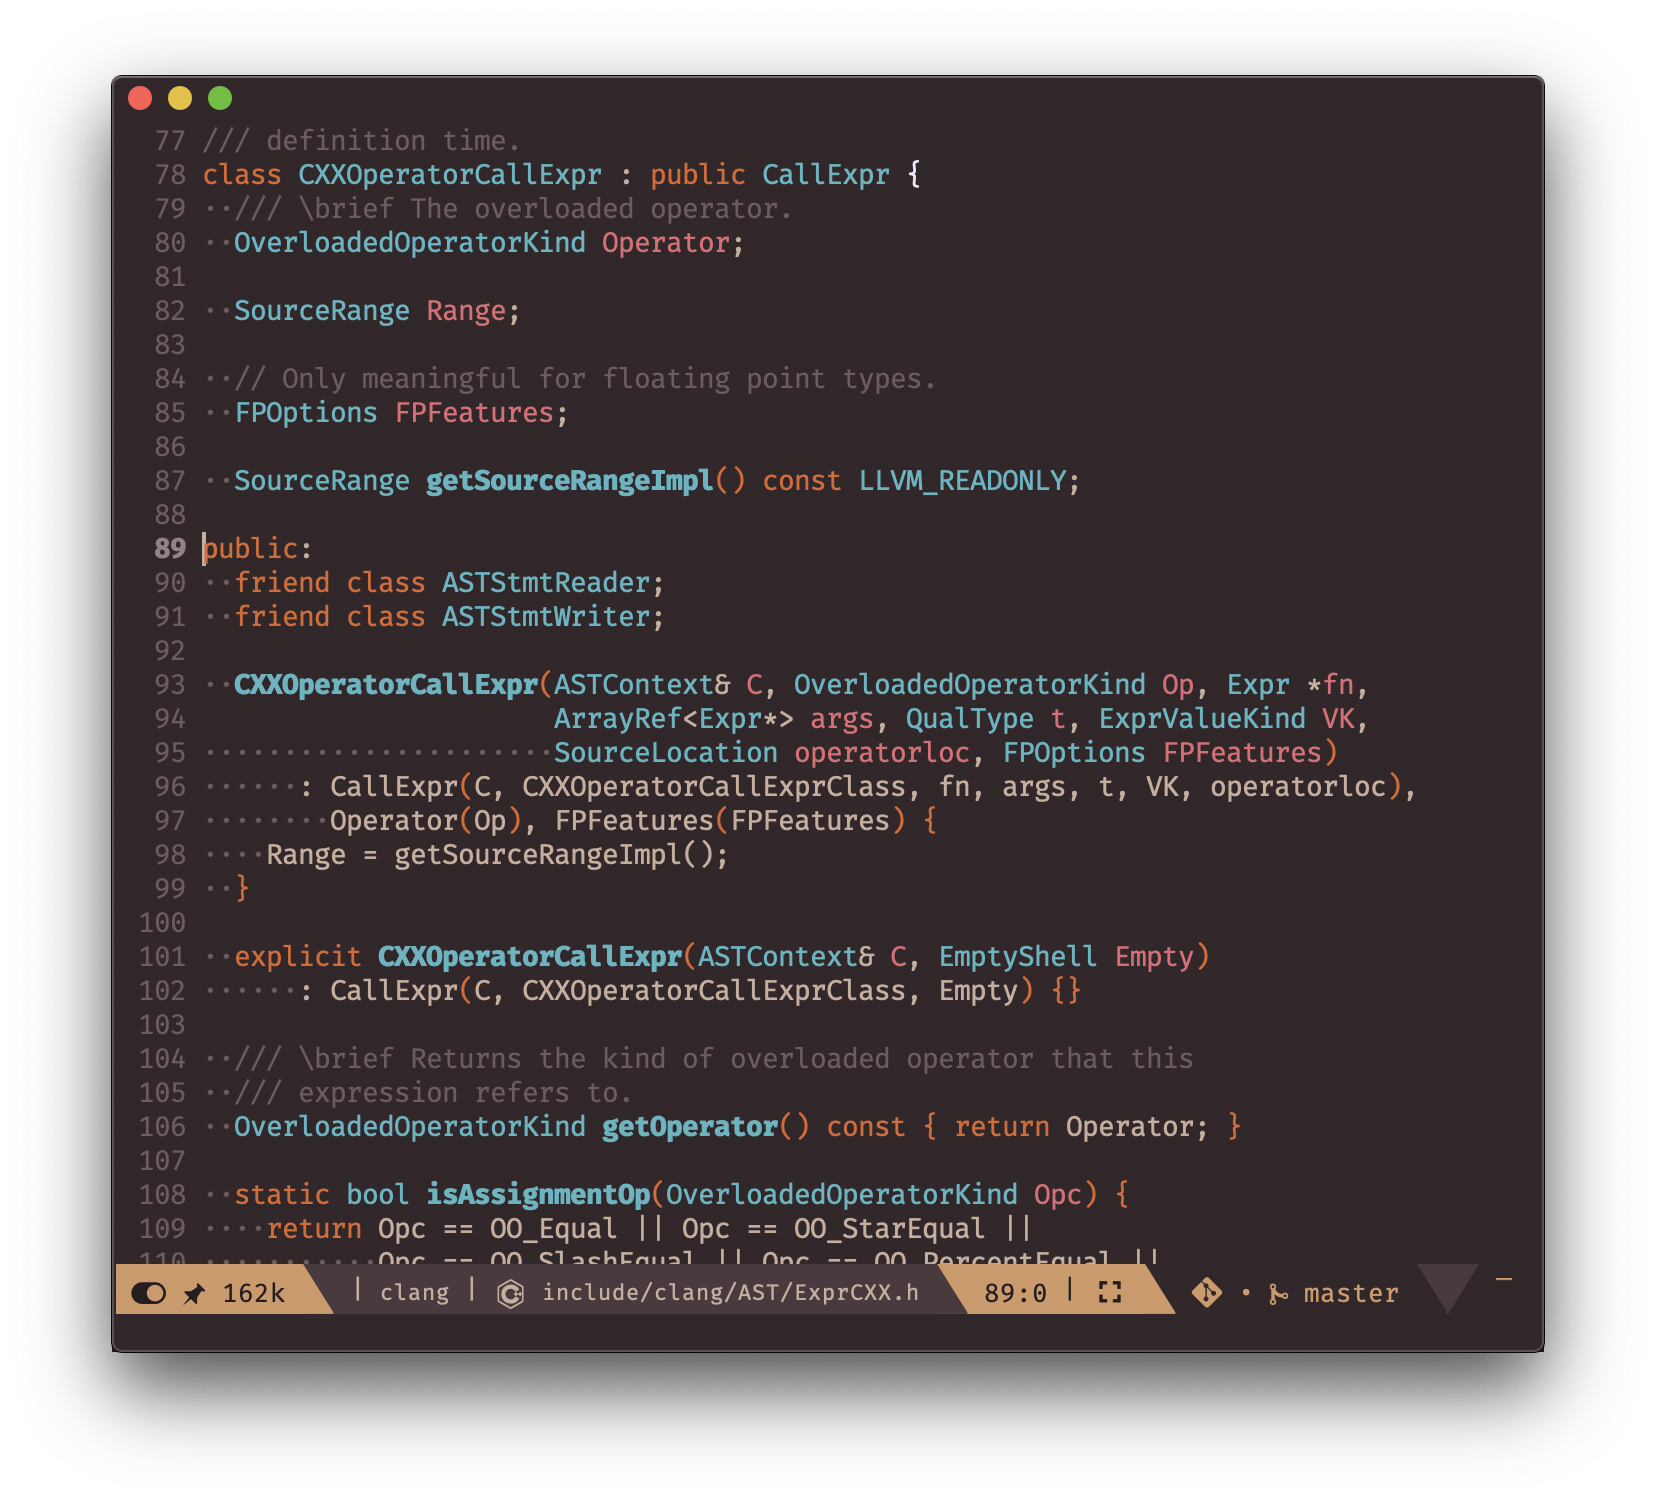 77 /// definition time.
78 class CXXOperatorCallExpr : public CallExpr {
79 ··/// \brief The overloaded operator.
80 ··OverloadedOperatorKind Operator;
81
82 ··SourceRange Range;
83
84 ··// Only meaningful for floating point types.
85 ··FPOptions FPFeatures;
86
87 ··SourceRange getSourceRangeImpl() const LLVM_READONLY;
88
89 public:
90 ··friend class ASTStmtReader;
91 ··friend class ASTStmtWriter;
92
93 ··CXXOperatorCallExpr(ASTContext& C, OverloadedOperatorKind Op, Expr *fn,
94                       ArrayRef<Expr*> args, QualType t, ExprValueKind VK,
95 ······················SourceLocation operatorloc, FPOptions FPFeatures)
96 ······: CallExpr(C, CXXOperatorCallExprClass, fn, args, t, VK, operatorloc),
97 ········Operator(Op), FPFeatures(FPFeatures) {
98 ····Range = getSourceRangeImpl();
99 ··}
100
101 ··explicit CXXOperatorCallExpr(ASTContext& C, EmptyShell Empty)
102 ······: CallExpr(C, CXXOperatorCallExprClass, Empty) {}
103
104 ··/// \brief Returns the kind of overloaded operator that this
105 ··/// expression refers to.
106 ··OverloadedOperatorKind getOperator() const { return Operator; }
107
108 ··static bool isAssignmentOp(OverloadedOperatorKind Opc) {
109 ····return Opc == OO_Equal || Opc == OO_StarEqual ||
110 ···········Opc == OO_SlashEqual || Opc == OO_PercentEqual ||
162k | clang | include/clang/AST/ExprCXX.h 89:0 | • master